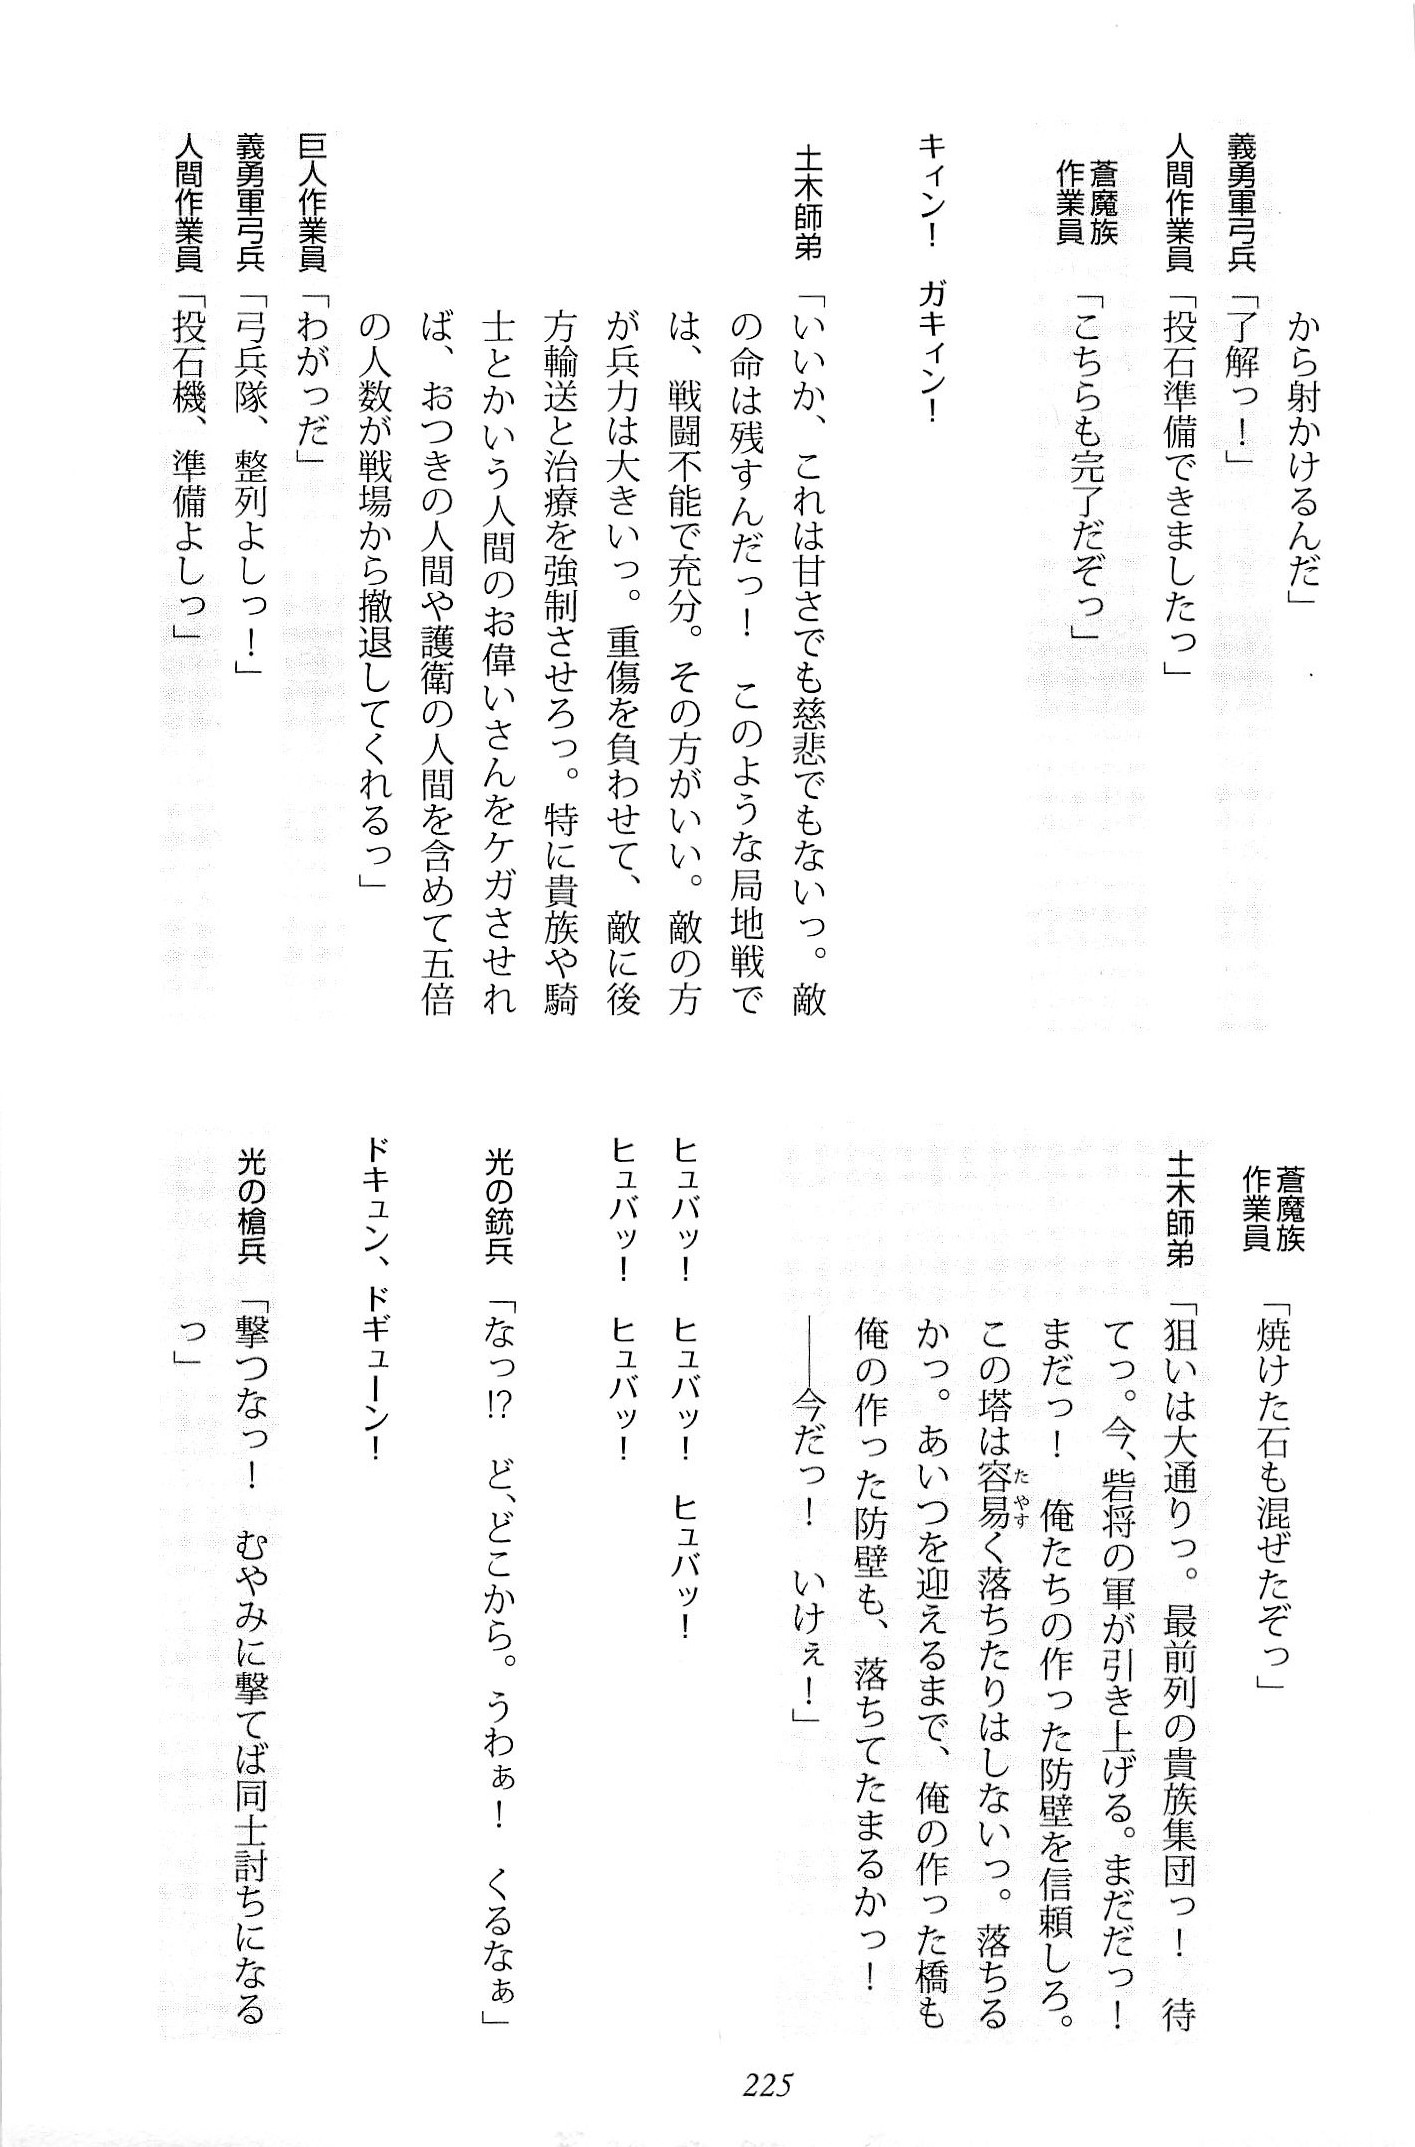 から射かけるんだ」
義勇軍弓兵「了解っ！」
人間作業員「投石準備できましたっ」
蒼魔族
作業員「こちらも完了だぞっ」
キィン！　ガキィン！
土木師弟「いいか、これは甘さでも慈悲でもないっ。敵
の命は残すんだっ！　このような局地戦で
は、戦闘不能で充分。その方がいい。敵の方
が兵力は大きいっ。重傷を負わせて、敵に後
方輸送と治療を強制させろっ。特に貴族や騎
士とかいう人間のお偉いさんをケガさせれ
ば、おつきの人間や護衛の人間を含めて五倍
の人数が戦場から撤退してくれるっ」
巨人作業員「わがっだ」
義勇軍弓兵「弓兵隊、整列よしっ！」
人間作業員「投石機、準備よしっ」
蒼魔族
作業員「焼けた石も混ぜたぞっ」
土木師弟「狙いは大通りっ。最前列の貴族集団っ！　待
てっ。今、砦将の軍が引き上げる。まだだっ！
まだっ！　俺たちの作った防壁を信頼しろ。
この塔は容易く落ちたりはしないっ。落ちる
たやす
かっ。あいつを迎えるまで、俺の作った橋も
俺の作った防壁も、落ちてたまるかっ！
――今だっ！　いけぇ！」
ヒュバッ！　ヒュバッ！　ヒュバッ！
ヒュバッ！　ヒュバッ！
光の銃兵「なっ!?　ど、どこから。うわぁ！　くるなぁ」
ドキュン、ドギューン！
光の槍兵「撃つなっ！　むやみに撃てば同士討ちになる
っ」
225